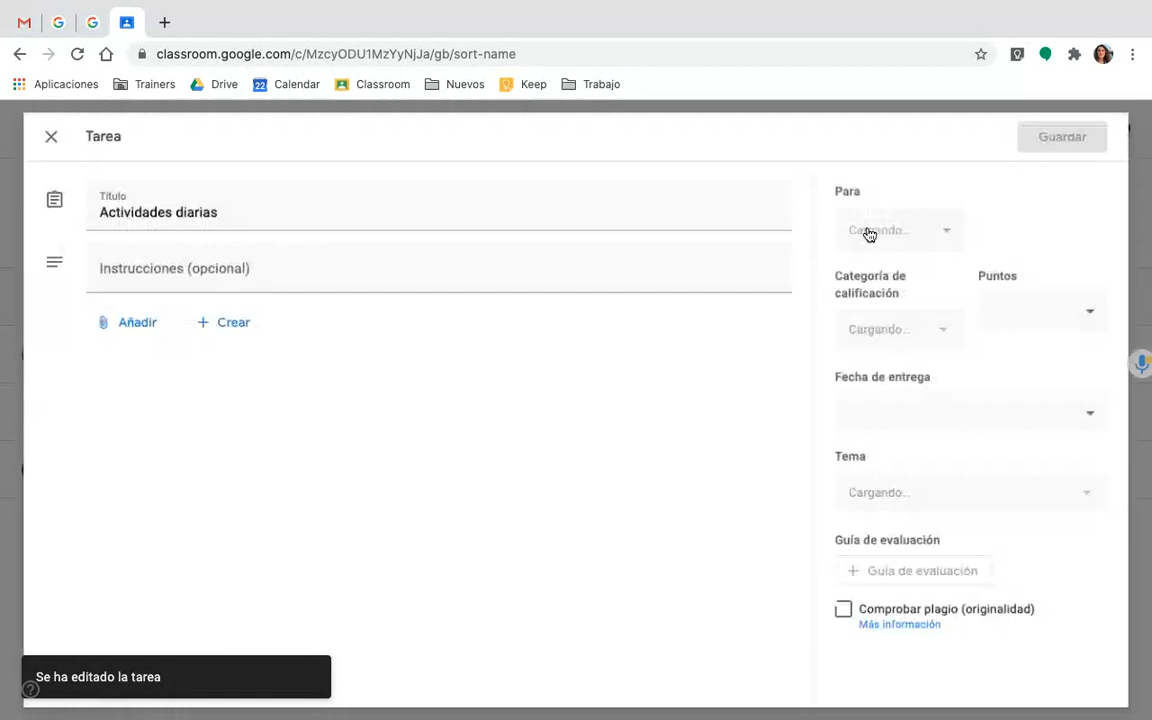 classroom.google.com/c/MzcyODU1MzYyNjJa/gb/sort-name
Aplicaciones Trainers Drive 22 Calendar Classroom Nuevos Keep Trabajo
Tarea
Guardar
Título
Actividades diarias
Instrucciones (opcional)
Añadir
Crear
Para
Cargando...
Categoría de
calificación
Puntos
Cargando...
Fecha de entrega
Tema
Cargando...
Guía de evaluación
Guía de evaluación
Comprobar plagio (originalidad)
Más información
Se ha editado la tarea